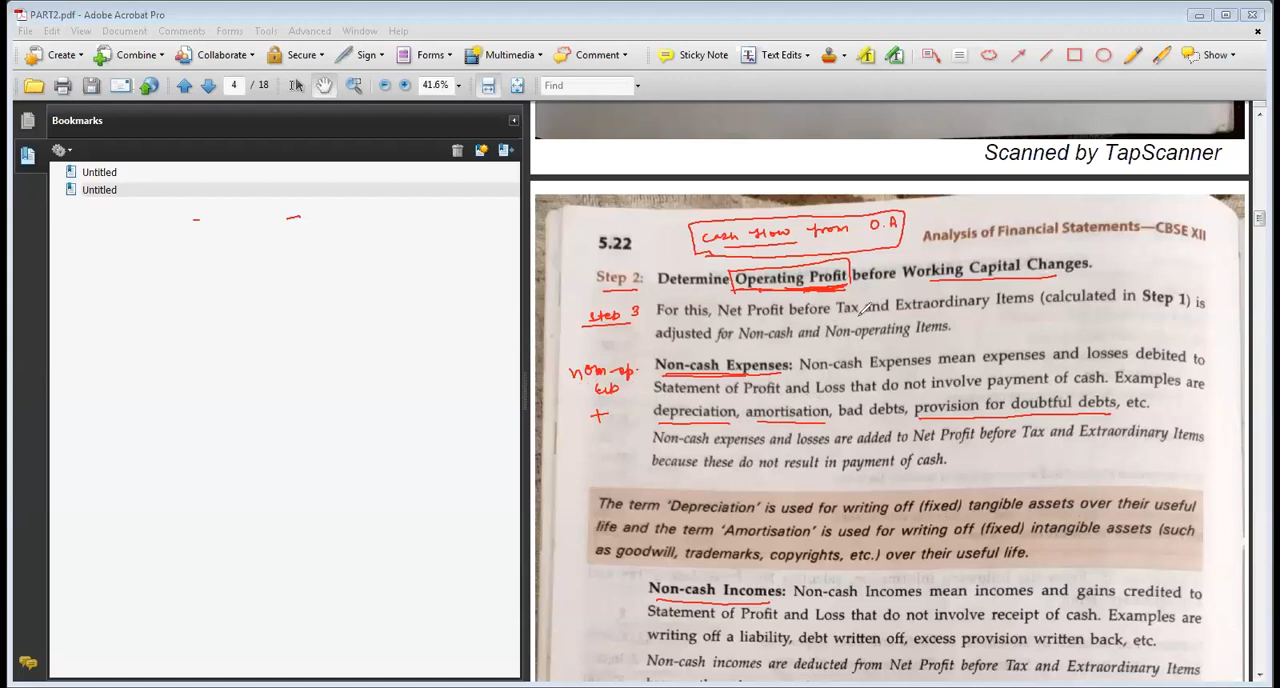 PART2.pdf - Adobe Acrobat Pro
File Edit View Document Comments Forms Tools Advanced Window Help
Create Combine Collaborate Secure Sign Forms Multimedia Comment Sticky Note Text Edits Show
4 / 18 41.6% Find
Bookmarks
Untitled
Untitled
Scanned by TapScanner
5.22 cash flow from O.A Analysis of Financial Statements—CBSE XII
Step 2: Determine Operating Profit before Working Capital Changes.
Step 3
For this, Net Profit before Tax and Extraordinary Items (calculated in Step 1) is
adjusted for Non-cash and Non-operating Items.
non-op.
Non-cash Expenses: Non-cash Expenses mean expenses and losses debited to
Statement of Profit and Loss that do not involve payment of cash. Examples are
+
depreciation, amortisation, bad debts, provision for doubtful debts, etc.
Non-cash expenses and losses are added to Net Profit before Tax and Extraordinary Items
because these do not result in payment of cash.
The term 'Depreciation' is used for writing off (fixed) tangible assets over their useful
life and the term 'Amortisation' is used for writing off (fixed) intangible assets (such
as goodwill, trademarks, copyrights, etc.) over their useful life.
Non-cash Incomes: Non-cash Incomes mean incomes and gains credited to
Statement of Profit and Loss that do not involve receipt of cash. Examples are
writing off a liability, debt written off, excess provision written back, etc.
Non-cash incomes are deducted from Net Profit before Tax and Extraordinary Items